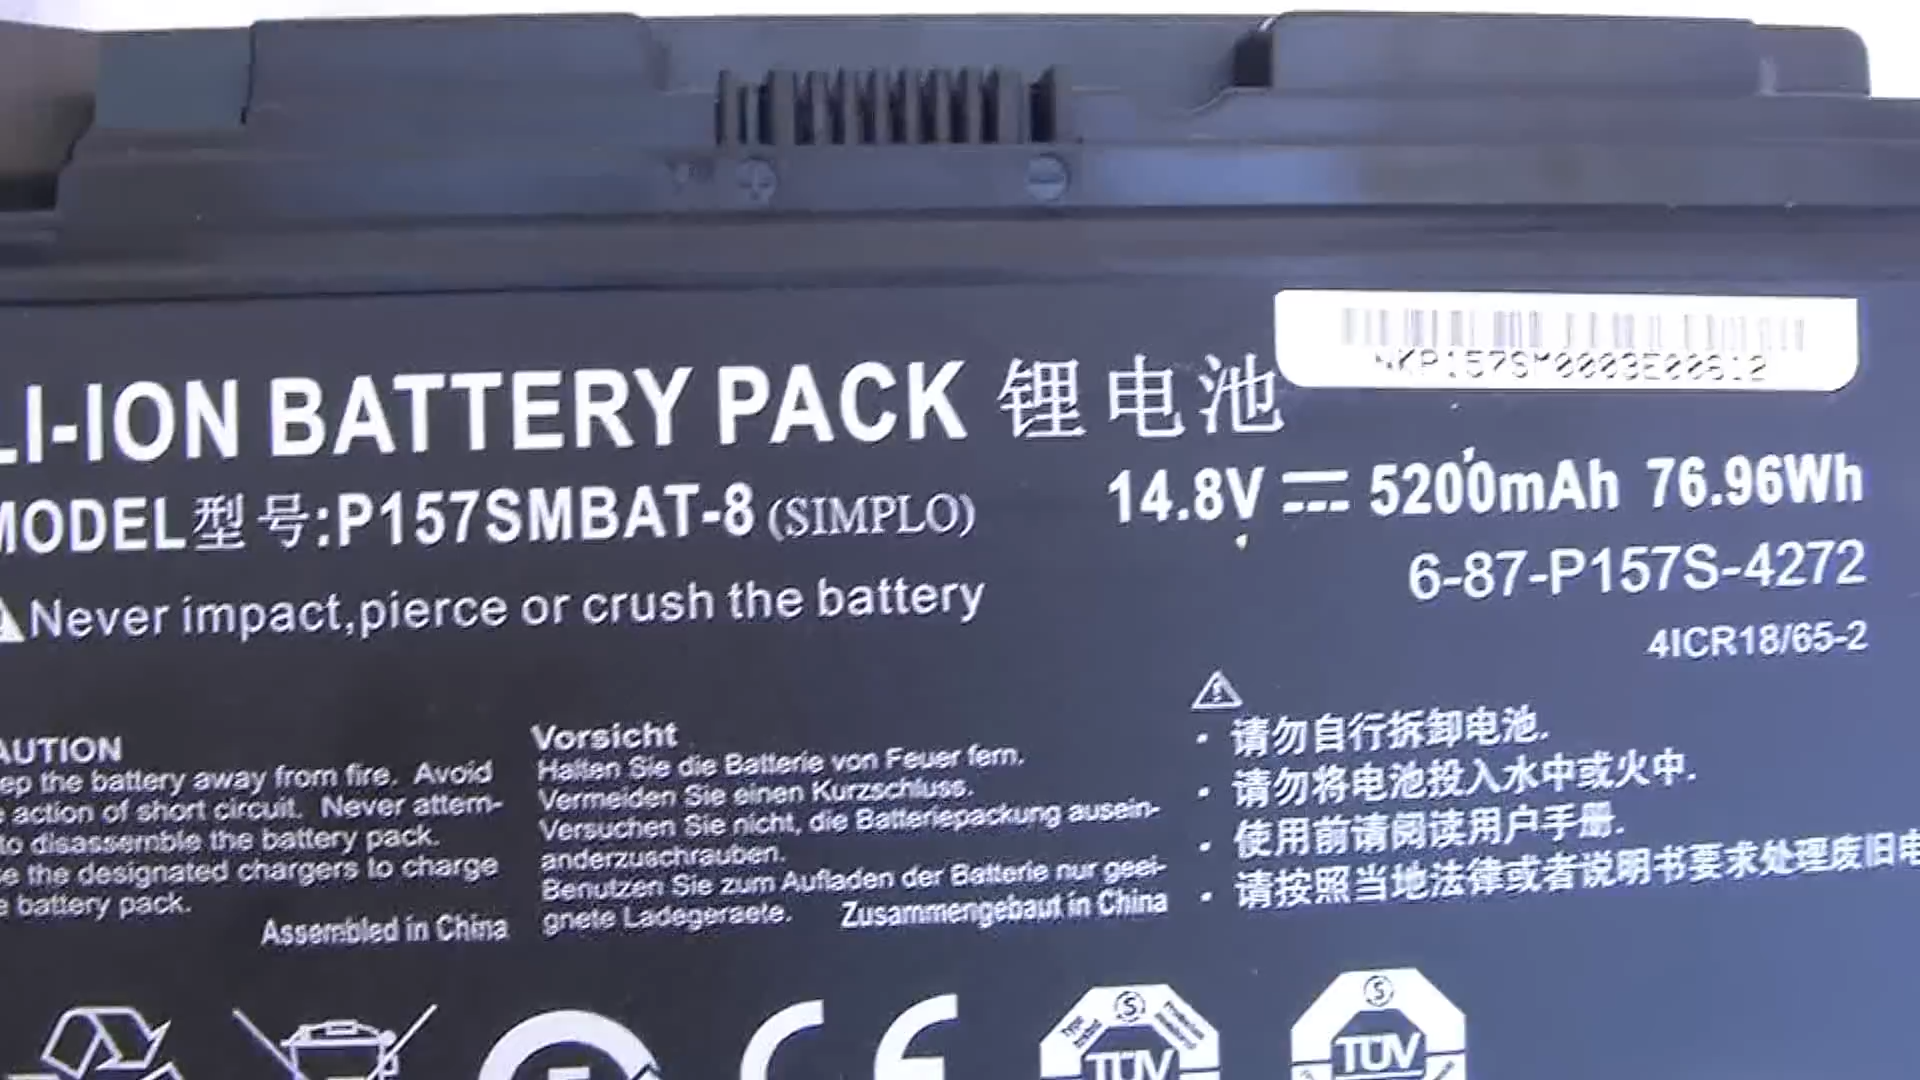 NKP157SM0003E00812
LI-ION BATTERY PACK 锂电池
MODEL型号:P157SMBAT-8 (SIMPLO)
14.8V 5200mAh 76.96Wh
6-87-P157S-4272
4ICR18/65-2
Never impact,pierce or crush the battery
AUTION
ep the battery away from fire. Avoid
action of short circuit. Never attem-
to disassemble the battery pack.
e the designated chargers to charge
battery pack.
Assembled in China
Vorsicht
Halten Sie die Batterie von Feuer fern.
Vermeiden Sie einen Kurzschluss.
Versuchen Sie nicht, die Batteriepackung ausein-
anderzuschrauben.
Benutzen Sie zum Aufladen der Batterie nur geei-
gnete Ladegeraete.
Zusammengebaut in China
· 请勿自行拆卸电池.
· 请勿将电池投入水中或火中.
· 使用前请阅读用户手册.
· 请按照当地法律或者说明书要求处理废旧电
CE
TÜV
TÜV